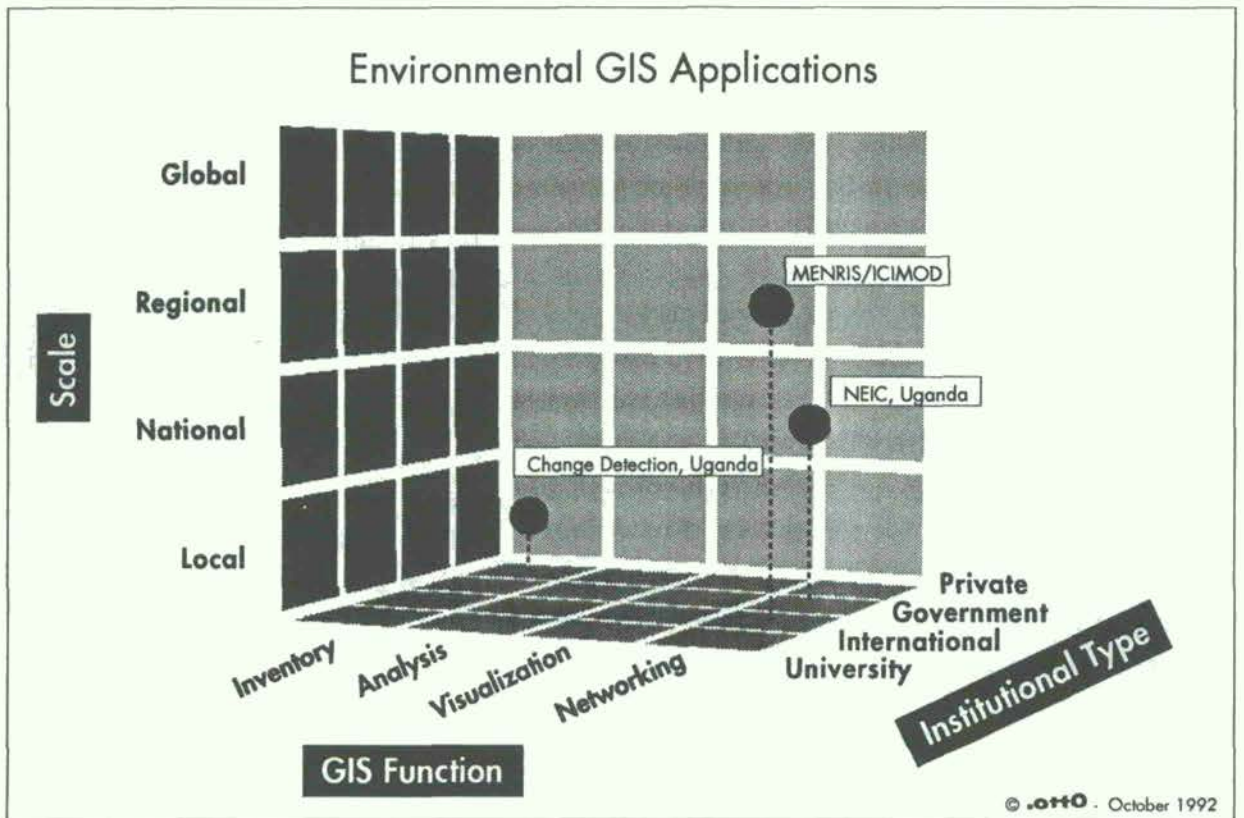 Environmental GIS Applications
Global
Regional
National
Local
Scale
MENRIS/ICIMOD
NEIC, Uganda
Change Detection, Uganda
Inventory
Analysis
Visualization
Networking
Private
Government
International
University
GIS Function
Institutional Type
© .otto - October 1992